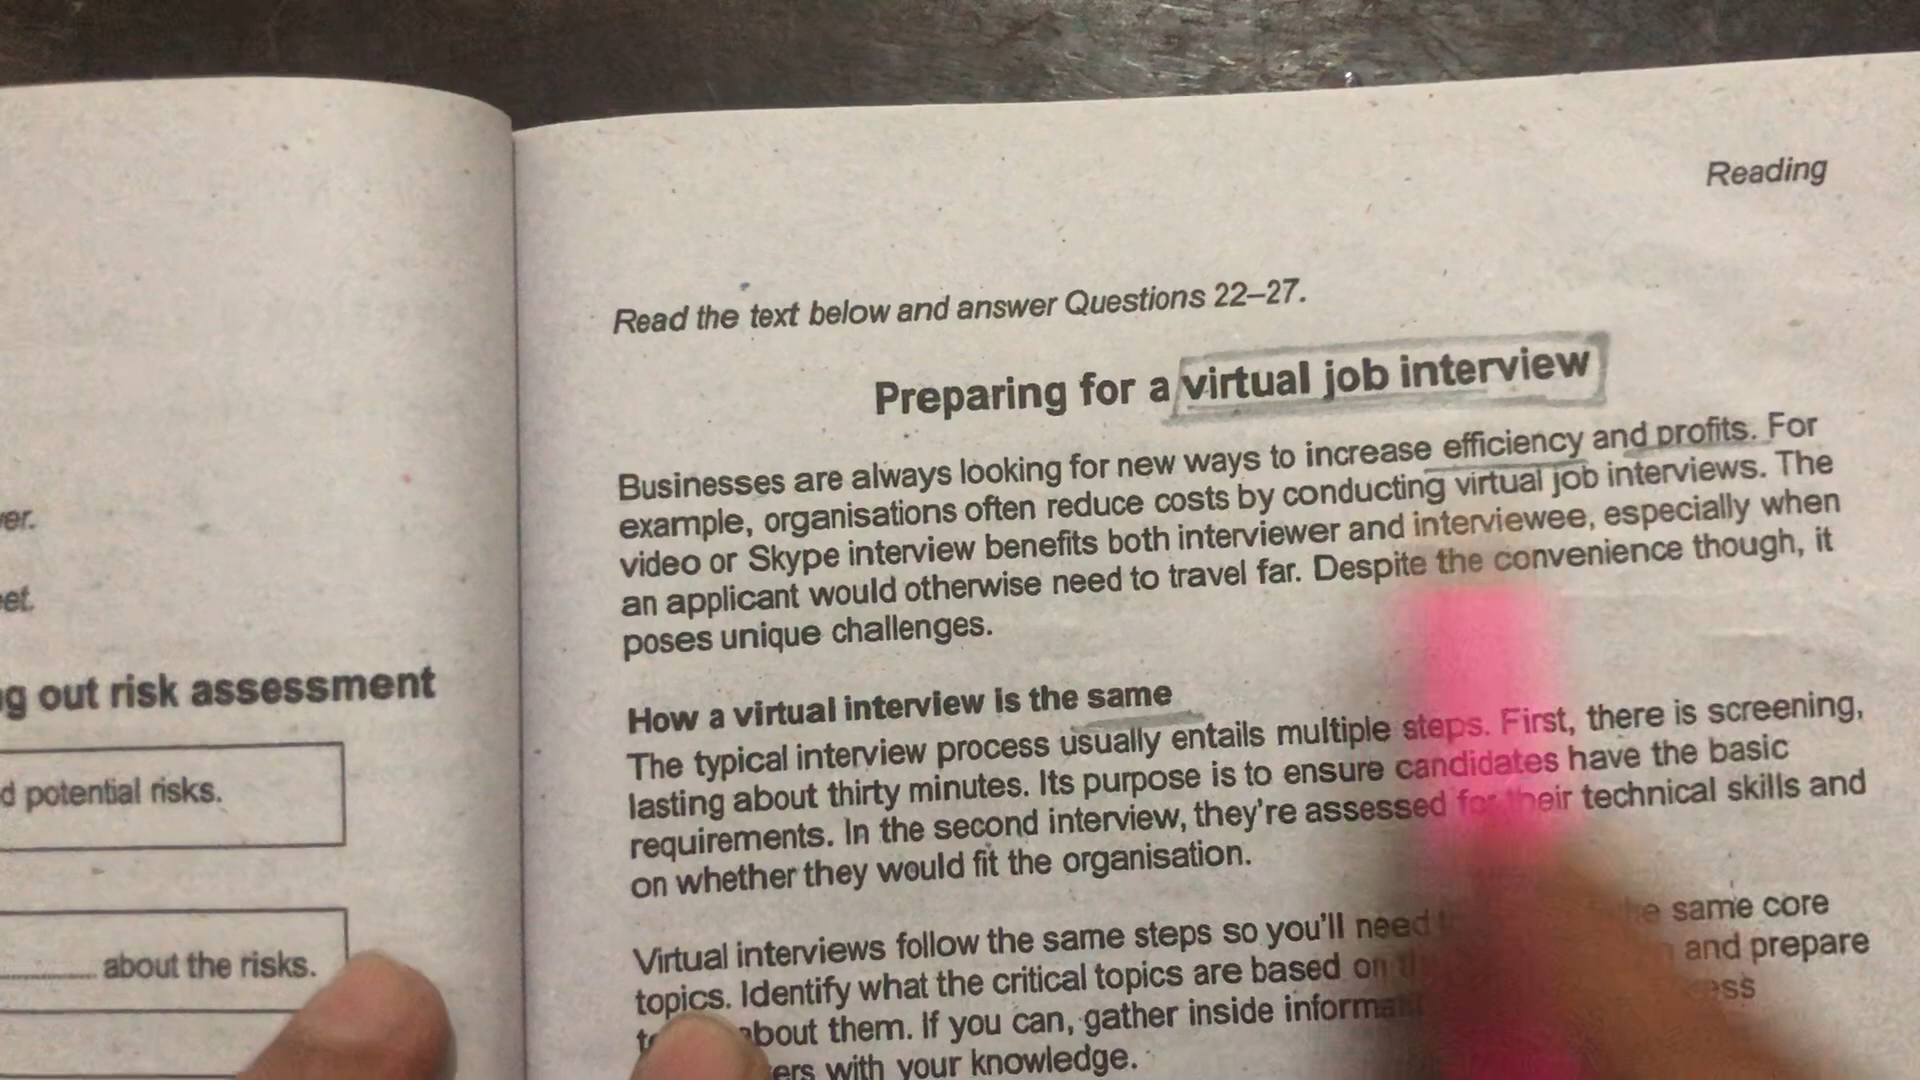 er.
et.
g out risk assessment
d potential risks.
about the risks.
Reading
Read the text below and answer Questions 22–27.
Preparing for a virtual job interview
Businesses are always looking for new ways to increase efficiency and profits. For
example, organisations often reduce costs by conducting virtual job interviews. The
video or Skype interview benefits both interviewer and interviewee, especially when
an applicant would otherwise need to travel far. Despite the convenience though, it
poses unique challenges.
How a virtual interview is the same
The typical interview process usually entails multiple steps. First, there is screening,
lasting about thirty minutes. Its purpose is to ensure candidates have the basic
requirements. In the second interview, they're assessed for their technical skills and
on whether they would fit the organisation.
Virtual interviews follow the same steps so you'll need same core
topics. Identify what the critical topics are based on and prepare
about them. If you can, gather inside
with your knowledge.